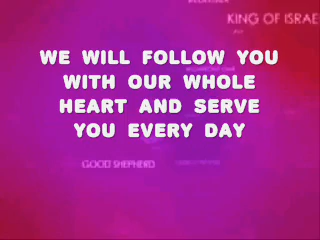 KING OF ISRAE
WE WILL FOLLOW YOU
WITH OUR WHOLE
HEART AND SERVE
YOU EVERY DAY
GOOD SHEPHERD